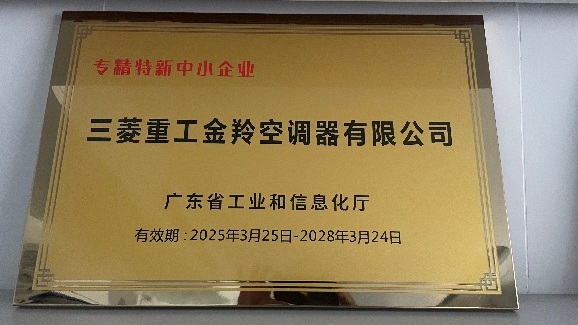 专精特新中小企业
三菱重工金羚空调器有限公司
广东省工业和信息化厅
有效期：2025年3月25日-2028年3月24日